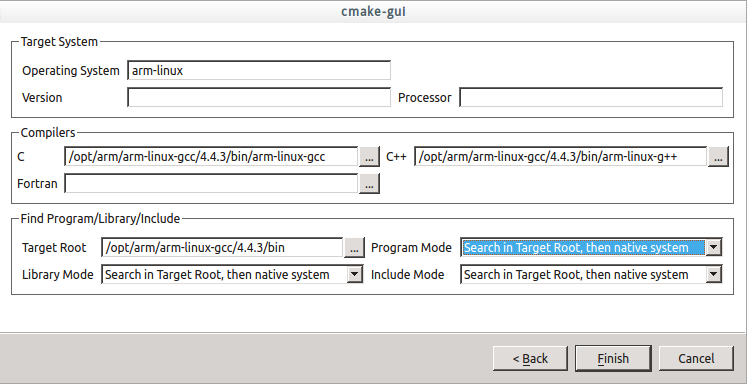 cmake-gui
Target System
Operating System arm-linux
Version Processor
Compilers
C /opt/arm/arm-linux-gcc/4.4.3/bin/arm-linux-gcc ... C++ /opt/arm/arm-linux-gcc/4.4.3/bin/arm-linux-g++ ...
Fortran ...
Find Program/Library/Include
Target Root /opt/arm/arm-linux-gcc/4.4.3/bin ... Program Mode Search in Target Root, then native system
Library Mode Search in Target Root, then native system Include Mode Search in Target Root, then native system
< Back Finish Cancel